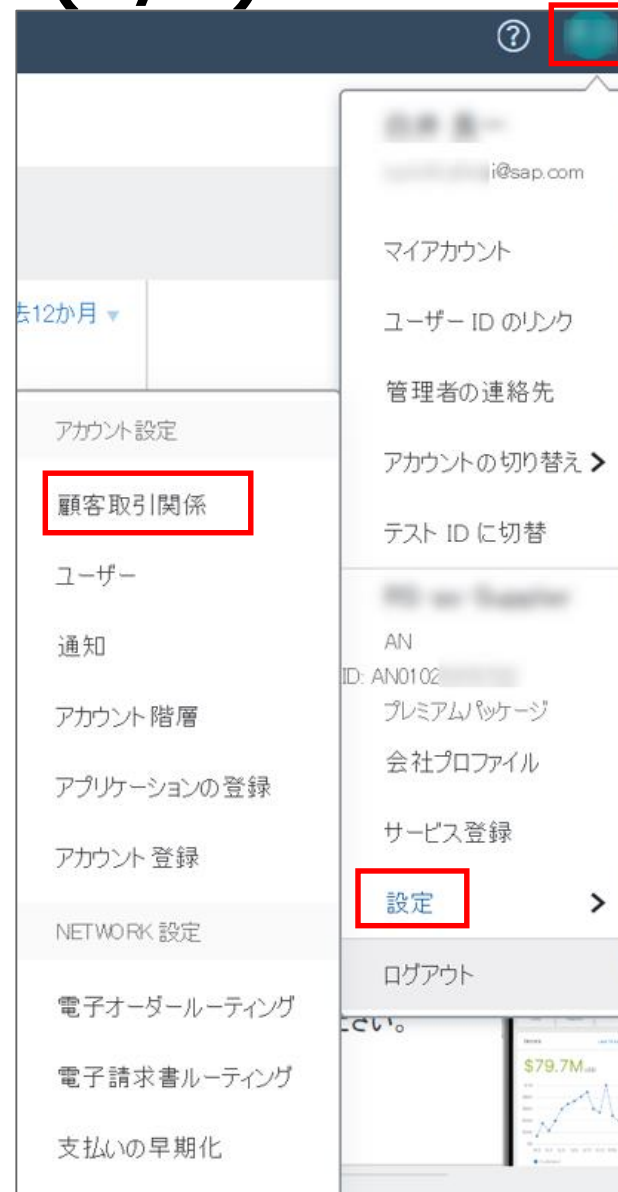 i@sap.com
マイアカウント
ユーザー ID のリンク
管理者の連絡先
アカウントの切り替え
テスト ID に切替
AN
ID: AN0102
プレミアムパッケージ
会社プロファイル
サービス登録
設定
ログアウト
去12か月
アカウント設定
顧客取引関係
ユーザー
通知
アカウント階層
アプリケーションの登録
アカウント登録
NETWORK 設定
電子オーダールーティング
電子請求書ルーティング
支払いの早期化
ださい。
$79.7M